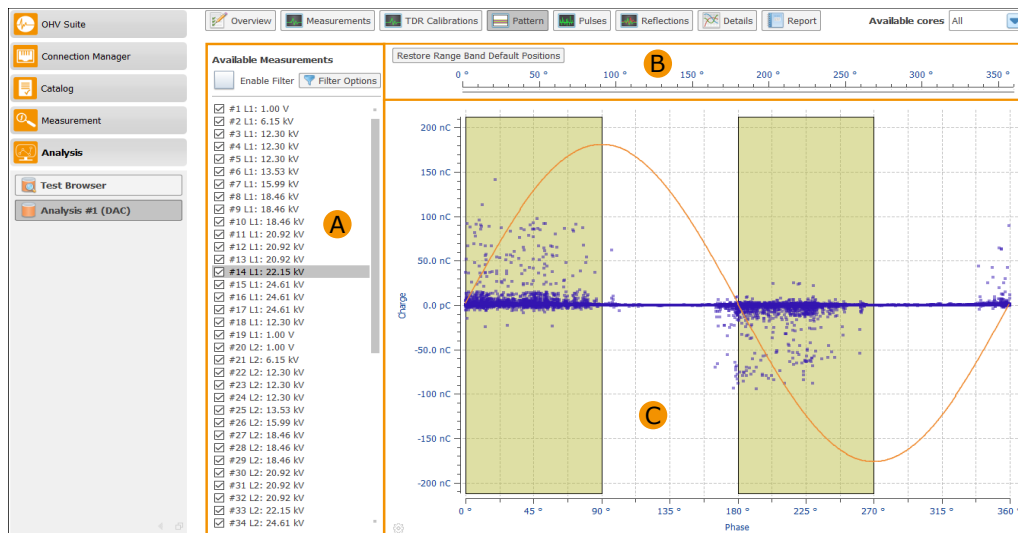 OHV Suite
Connection Manager
Catalog
Measurement
Analysis
Test Browser
Analysis #1 (DAC)
Overview Measurements TDR Calibrations Pattern Pulses Reflections Details Report Available cores All
Available Measurements
Enable Filter Filter Options
#1 L1: 1.00 V
#2 L1: 6.15 kV
#3 L1: 12.30 kV
#4 L1: 12.30 kV
#5 L1: 12.30 kV
#6 L1: 13.53 kV
#7 L1: 15.99 kV
#8 L1: 18.46 kV
#9 L1: 18.46 kV
#10 L1: 18.46 kV
#11 L1: 20.92 kV
#12 L1: 20.92 kV
#13 L1: 20.92 kV
#14 L1: 22.15 kV
#15 L1: 24.61 kV
#16 L1: 24.61 kV
#17 L1: 24.61 kV
#18 L1: 12.30 kV
#19 L1: 1.00 V
#20 L2: 1.00 V
#21 L2: 6.15 kV
#22 L2: 12.30 kV
#23 L2: 12.30 kV
#24 L2: 12.30 kV
#25 L2: 13.53 kV
#26 L2: 15.99 kV
#27 L2: 18.46 kV
#28 L2: 18.46 kV
#29 L2: 18.46 kV
#30 L2: 20.92 kV
#31 L2: 20.92 kV
#32 L2: 20.92 kV
#33 L2: 22.15 kV
#34 L2: 24.61 kV
A
Restore Range Band Default Positions
B
0 ° 50 ° 100 ° 150 ° 200 ° 250 ° 300 ° 350 °
200 nC
150 nC
100 nC
50.0 nC
0.0 pC
-50.0 nC
-100 nC
-150 nC
-200 nC
Charge
C
0 ° 45 ° 90 ° 135 ° 180 ° 225 ° 270 ° 315 ° 360 °
Phase